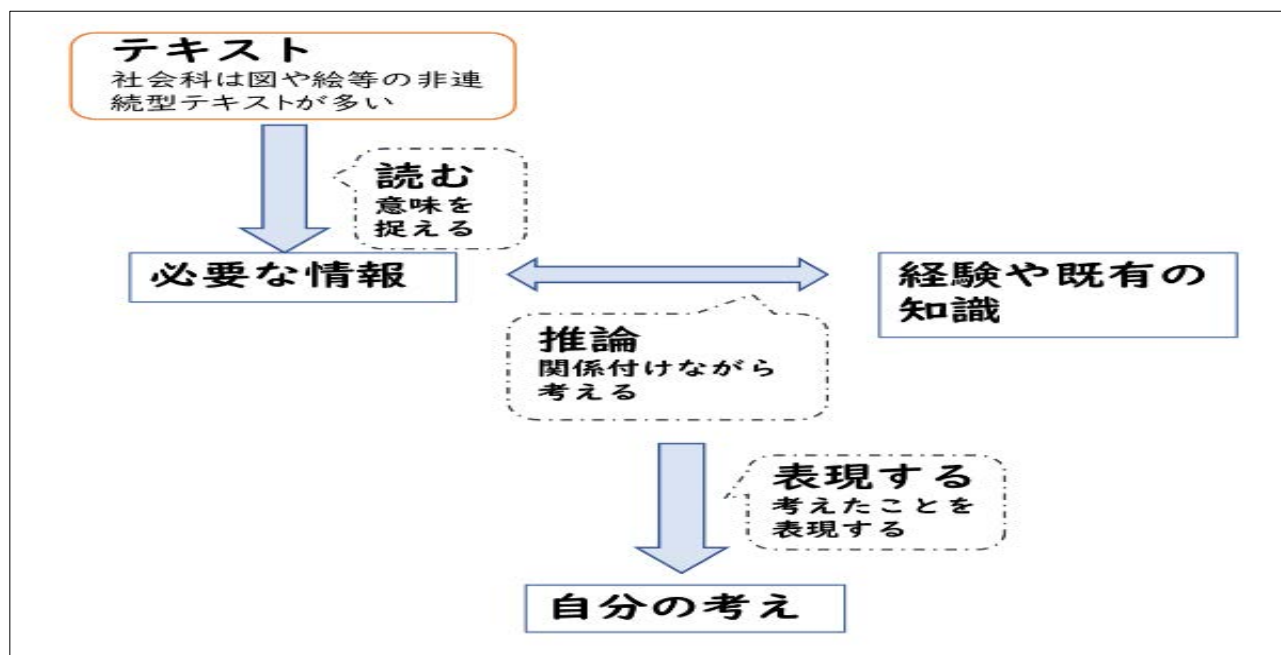 テキスト
社会科は図や絵等の非連
続型テキストが多い
読む
意味を
捉える
必要な情報
経験や既有の
知識
推論
関係付けながら
考える
表現する
考えたことを
表現する
自分の考え